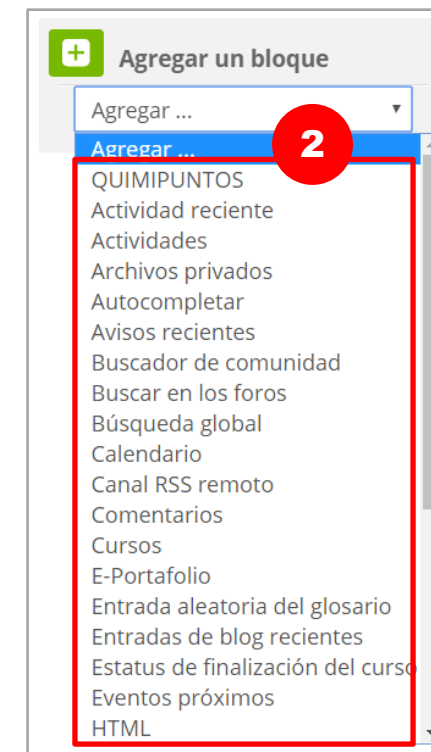 Agregar un bloque
Agregar ...
Agregar ...
2
QUIMIPUNTOS
Actividad reciente
Actividades
Archivos privados
Autocompletar
Avisos recientes
Buscador de comunidad
Buscar en los foros
Búsqueda global
Calendario
Canal RSS remoto
Comentarios
Cursos
E-Portafolio
Entrada aleatoria del glosario
Entradas de blog recientes
Estatus de finalización del curso
Eventos próximos
HTML